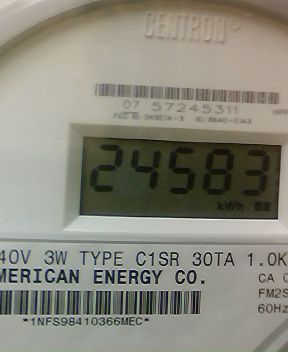 CENTRON®
07 57245311
24583
kWh
40V 3W TYPE C1SR 30TA 1.0K
MERICAN ENERGY CO.
CA
FM2S
60Hz
*1NFS98410366MEC*